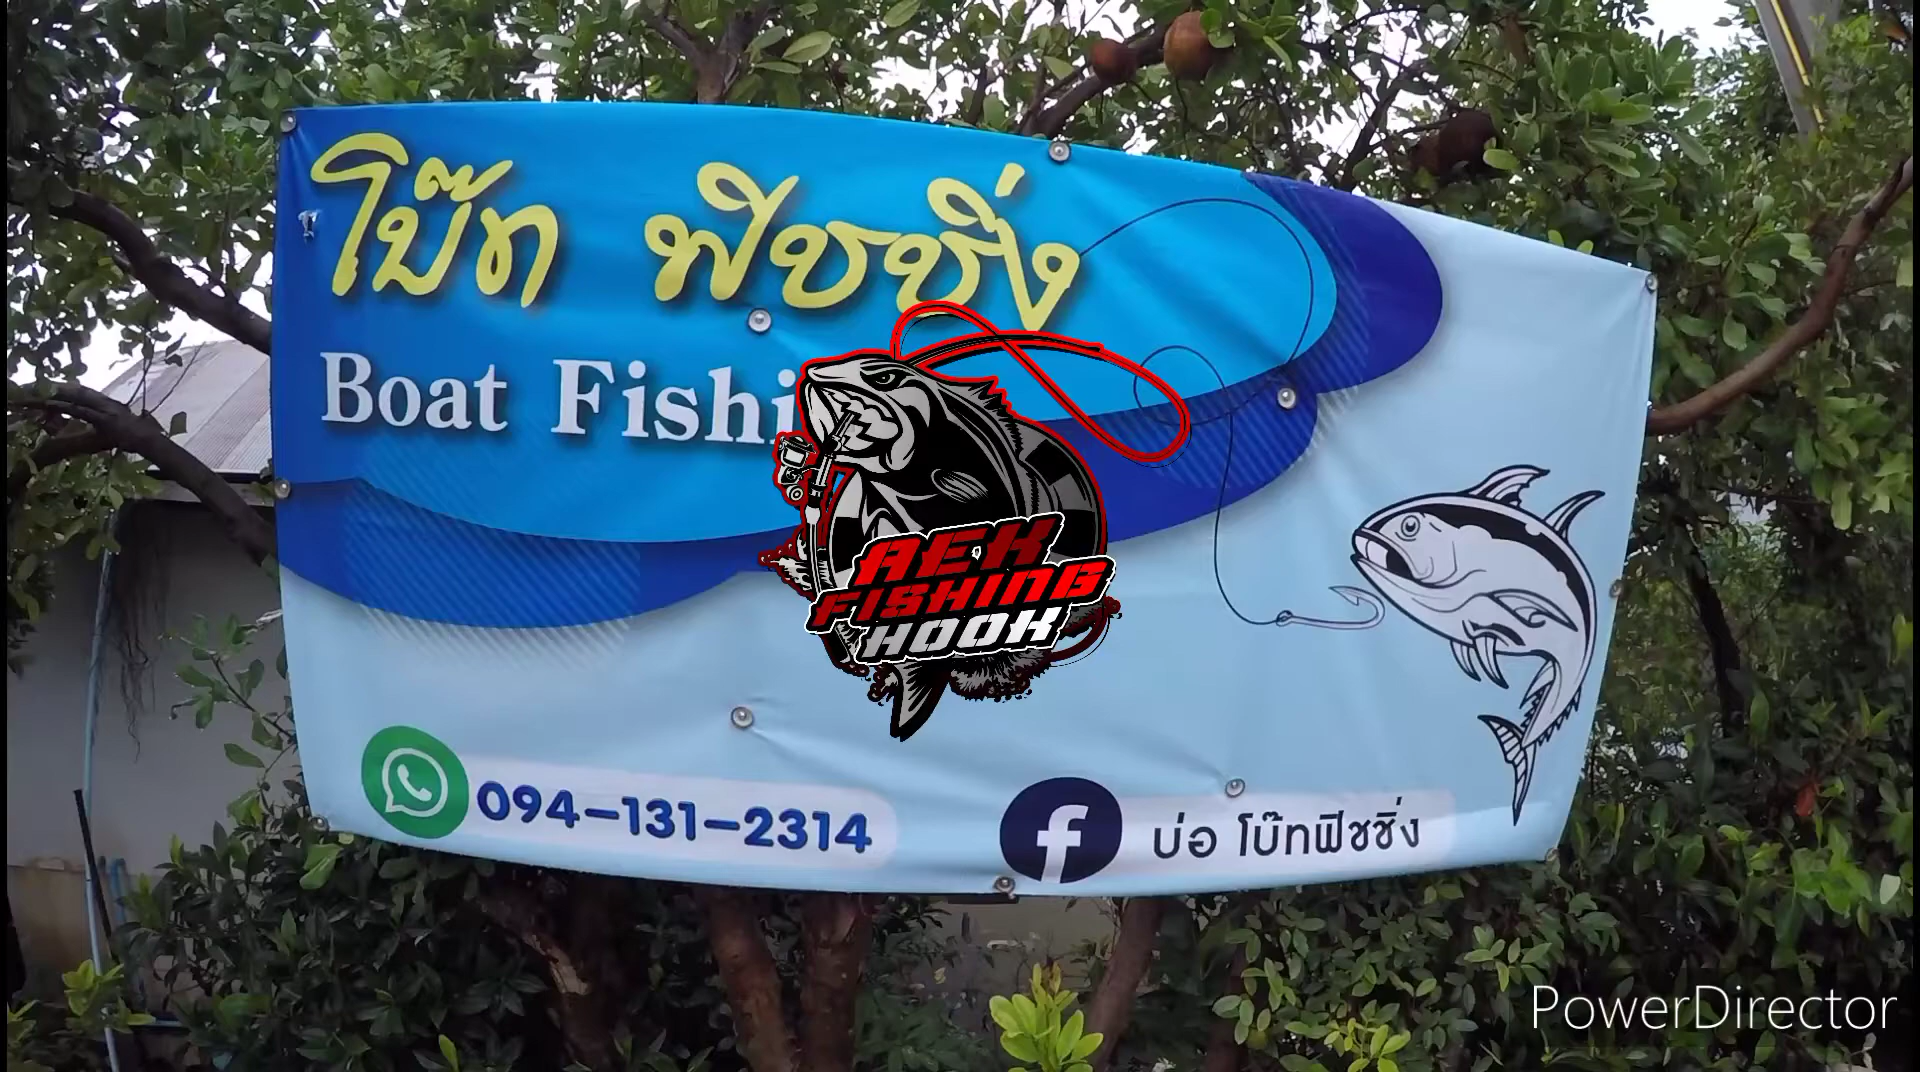 โบ๊ท ฟิชชิ่ง
Boat Fishi
AEK
FISHING
HOOK
094-131-2314
f บ่อ โบ๊ทฟิชชิ่ง
PowerDirector